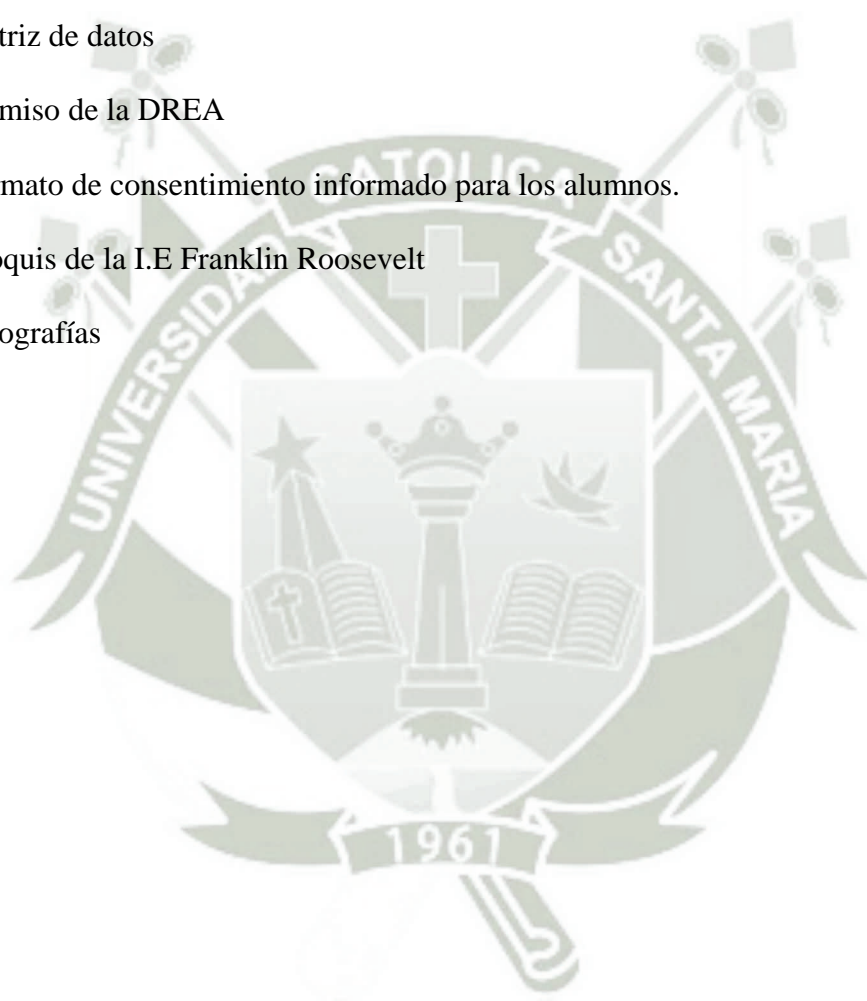 triz de datos
miso de la DREA
rmato de consentimiento informado para los alumnos.
quis de la I.E Franklin Roosevelt
ografías
UNIVERSIDAD CATOLICA SANTA MARIA
1961